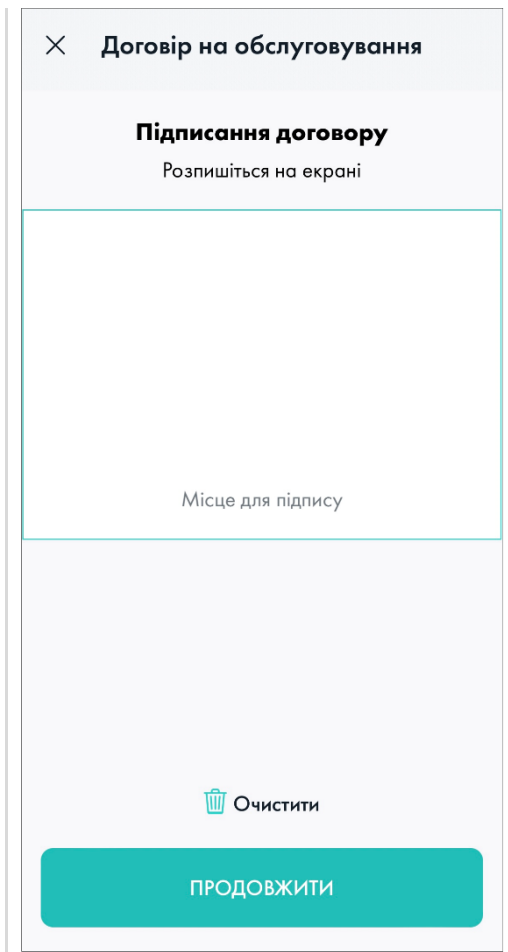 Договір на обслуговування
Підписання договору
Розпишіться на екрані
Місце для підпису
Очистити
ПРОДОВЖИТИ